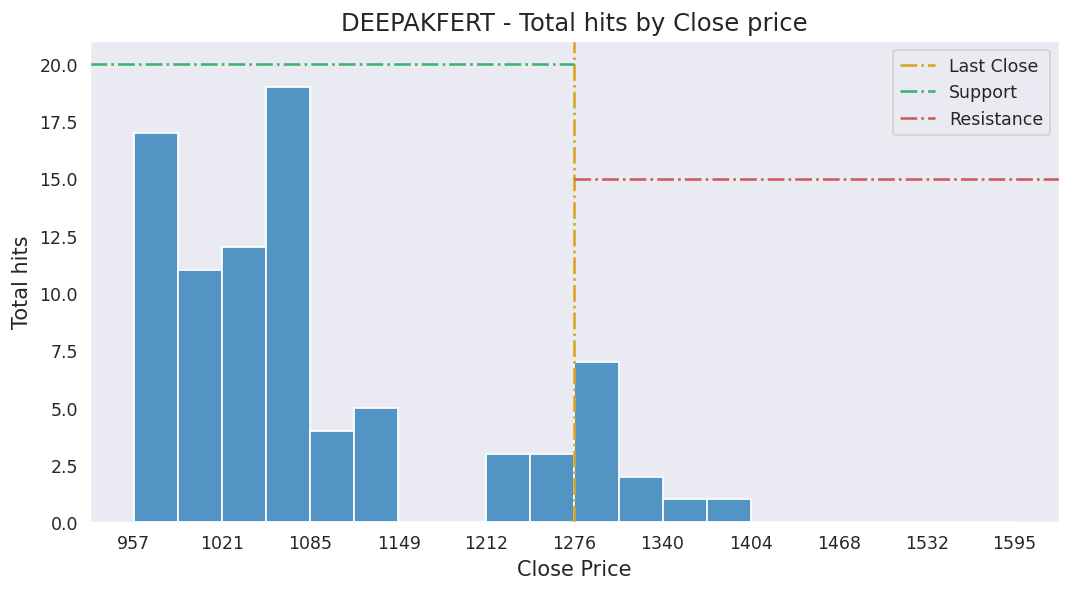 DEEPAKFERT - Total hits by Close price
Total hits
20.0
17.5
15.0
12.5
10.0
7.5
5.0
2.5
0.0
Last Close
Support
Resistance
957 1021 1085 1149 1212 1276 1340 1404 1468 1532 1595
Close Price